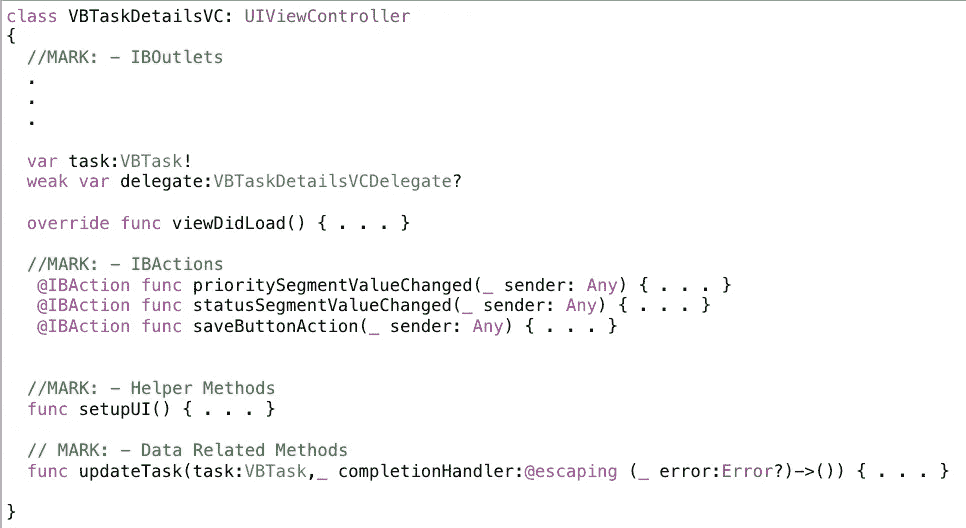 class VBTaskDetailsVC: UIViewController
{
//MARK: - IBOutlets
.
.
.
var task:VBTask!
weak var delegate:VBTaskDetailsVCDelegate?
override func viewDidLoad() { . . . }
//MARK: - IBActions
@IBAction func prioritySegmentValueChanged(_ sender: Any) { . . . }
@IBAction func statusSegmentValueChanged(_ sender: Any) { . . . }
@IBAction func saveButtonAction(_ sender: Any) { . . . }
//MARK: - Helper Methods
func setupUI() { . . . }
// MARK: - Data Related Methods
func updateTask(task:VBTask,_ completionHandler:@escaping (_ error:Error?)->()) { . . . }
}